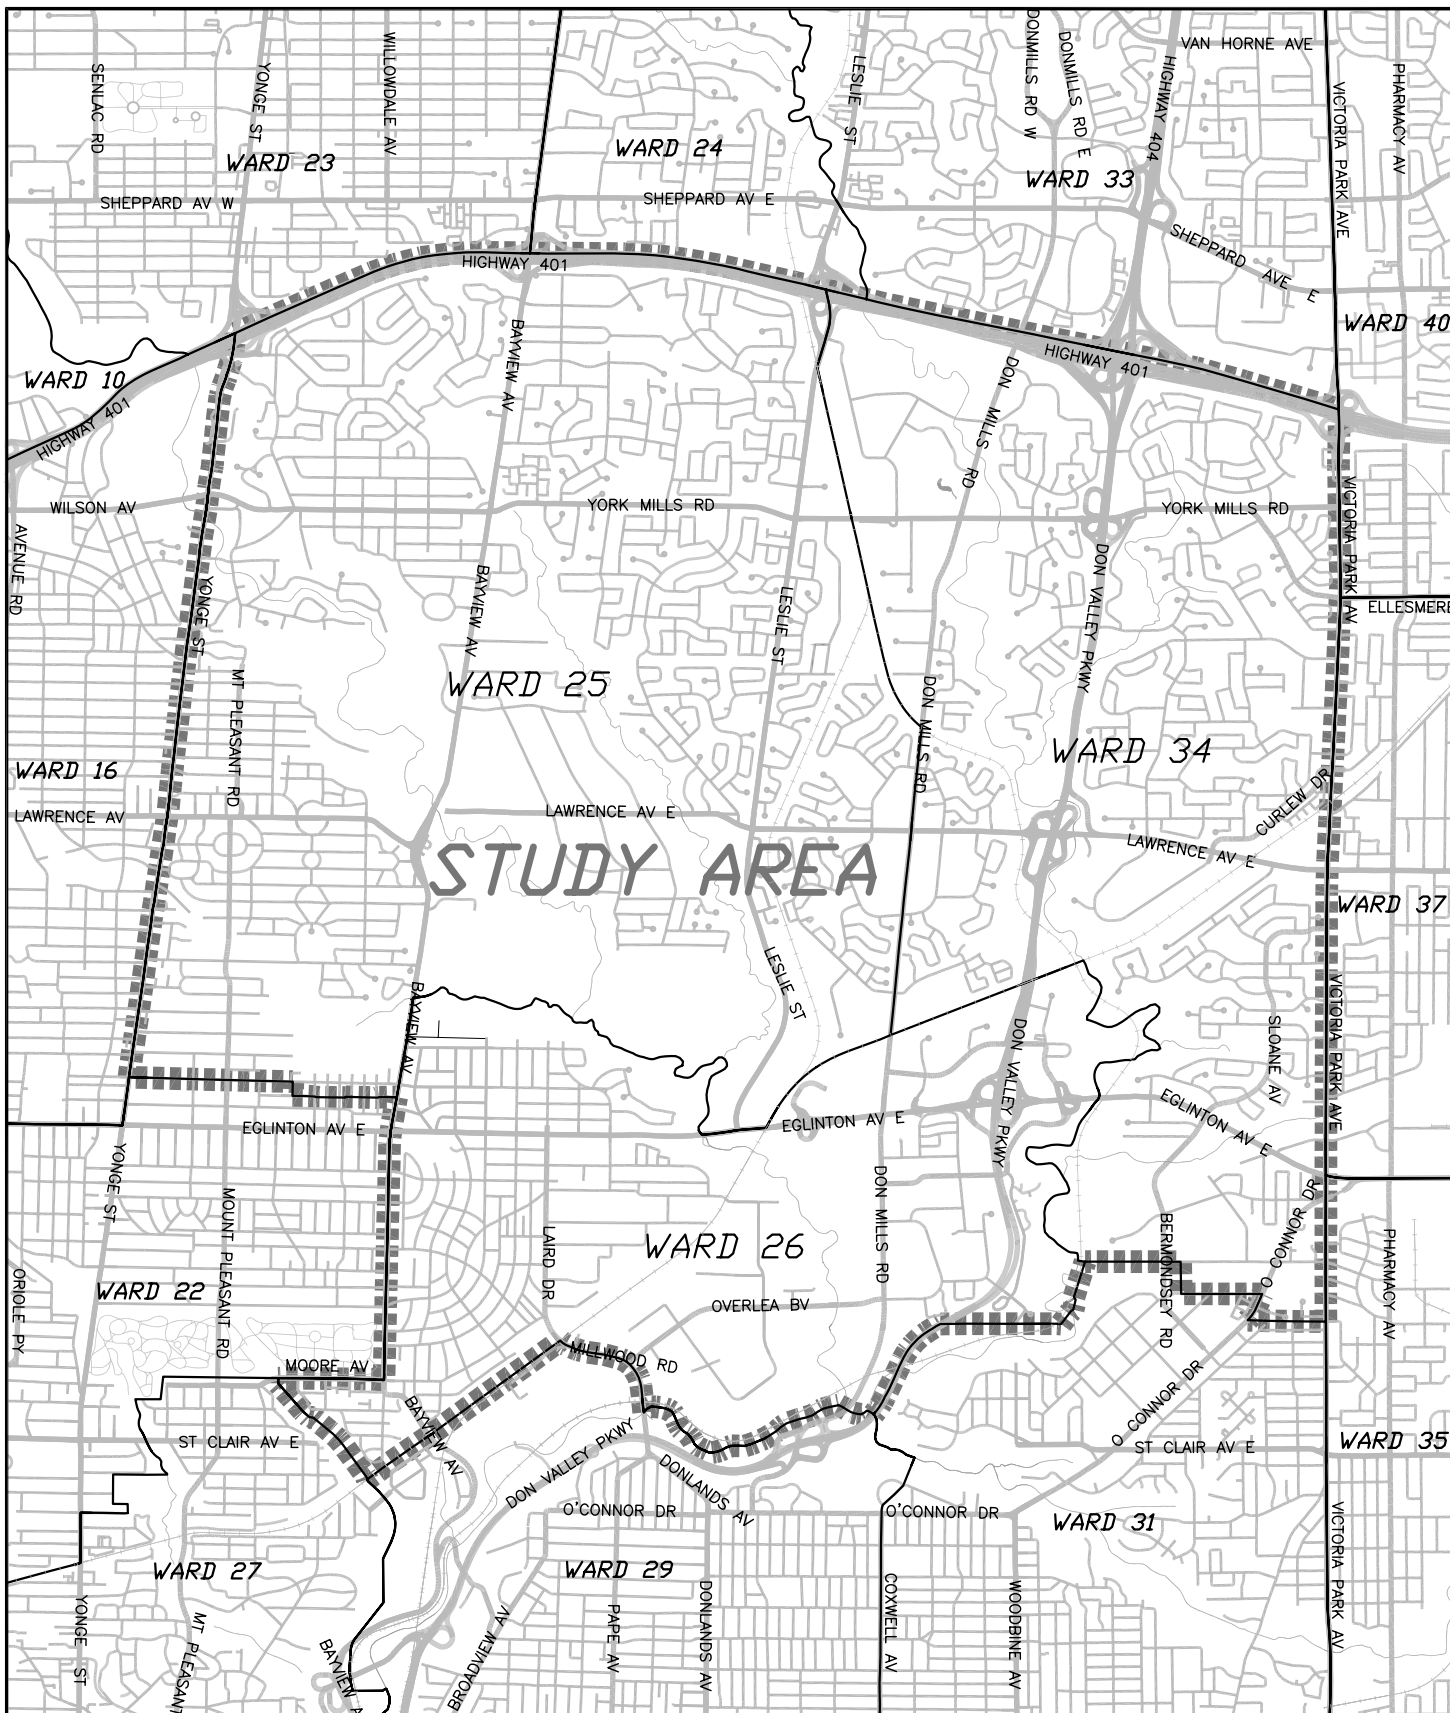 SENLAC RD
YONGE ST
WILLOWDALE AV
LESLIE ST
DONMILLS RD W
DONMILLS RD E
HIGHWAY 404
VAN HORNE AVE
VICTORIA PARK AVE
PHARMACY AV
WARD 23
WARD 24
WARD 33
SHEPPARD AV W
SHEPPARD AV E
SHEPPARD AVE E
HIGHWAY 401
WARD 40
HIGHWAY 401
WARD 10
HIGHWAY 401
BAYVIEW AV
DON MILLS RD
WILSON AV
YORK MILLS RD
YORK MILLS RD
VICTORIA PARK AV
AVENUE RD
YONGE ST
BAYVIEW AV
LESLIE ST
DON VALLEY PKWY
ELLESMERE
MT PLEASANT RD
WARD 25
DON MILLS RD
WARD 34
WARD 16
CURLEW DR
LAWRENCE AV
LAWRENCE AV E
LAWRENCE AV E
STUDY AREA
WARD 37
LESLIE ST
BAYVIEW AV
DON VALLEY PKWY
SLOANE AV
VICTORIA PARK AVE
EGLINTON AV E
EGLINTON AV E
EGLINTON AV E
YONGE ST
MOUNT PLEASANT RD
LAIRD DR
DON MILLS RD
BERMONDSEY RD
O CONNOR DR
PHARMACY AV
WARD 26
ORIOLE PY
WARD 22
OVERLEA BV
MOORE AV
MILLWOOD RD
BAYVIEW AV
O CONNOR DR
ST CLAIR AV E
DON VALLEY PKWY
DONLANDS AV
ST CLAIR AV E
WARD 35
O'CONNOR DR
O'CONNOR DR
WARD 31
VICTORIA PARK AV
WARD 27
WARD 29
YONGE ST
MT PLEASANT
BAYVIEW A
BROADVIEW AV
PAPE AV
DONLANDS AV
COXWELL AV
WOODBINE AV